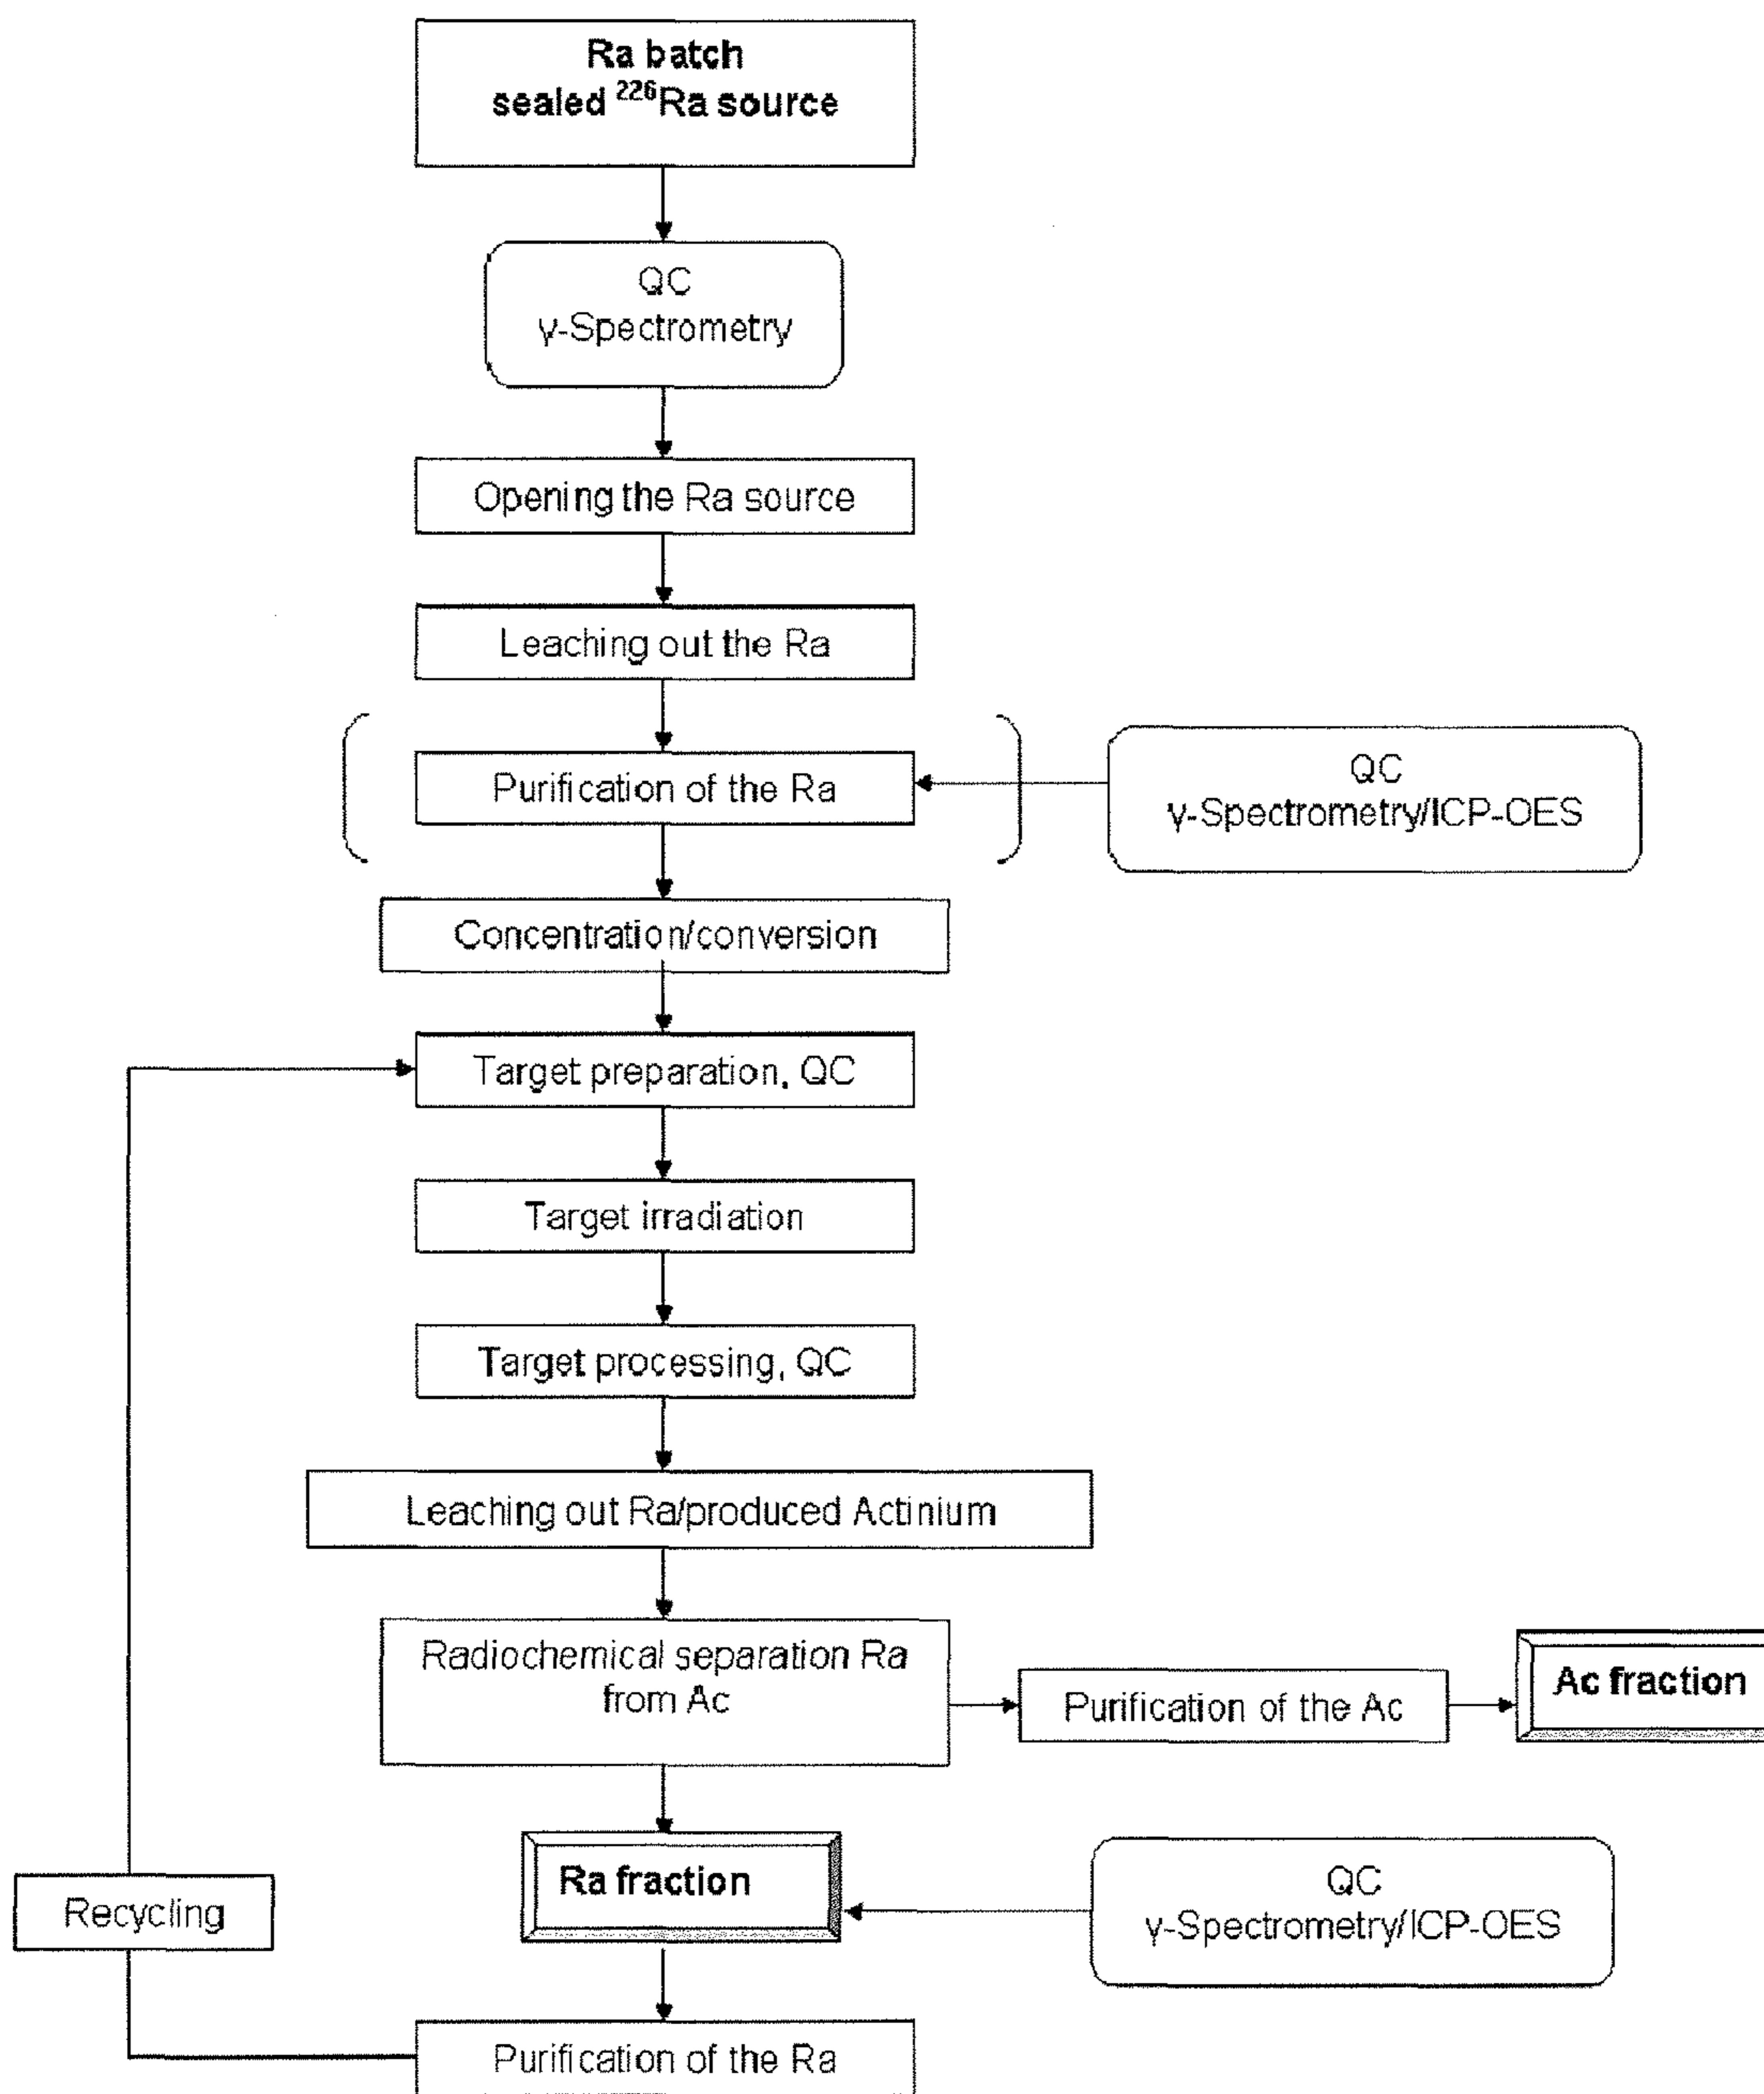 Ra batch
sealed ²²⁶Ra source
QC
γ-Spectrometry
Opening the Ra source
Leaching out the Ra
Purification of the Ra
QC
γ-Spectrometry/ICP-OES
Concentration/conversion
Target preparation, QC
Target irradiation
Target processing, QC
Leaching out Ra/produced Actinium
Radiochemical separation Ra
from Ac
Purification of the Ac
Ac fraction
Ra fraction
QC
γ-Spectrometry/ICP-OES
Recycling
Purification of the Ra